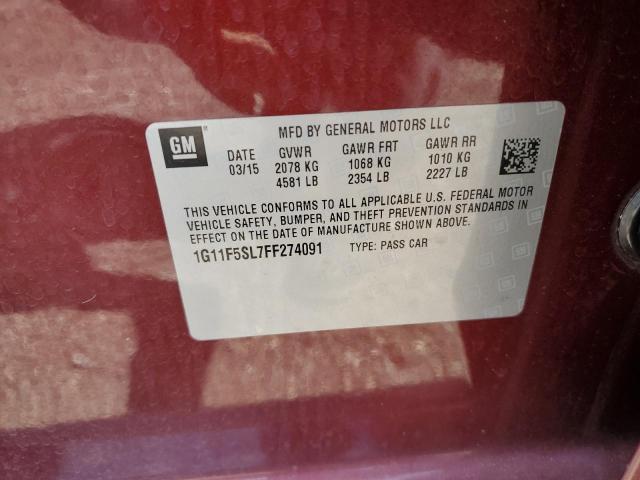 GM
MFD BY GENERAL MOTORS LLC
DATE GVWR GAWR FRT GAWR RR
03/15 2078 KG 1068 KG 1010 KG
4581 LB 2354 LB 2227 LB
THIS VEHICLE CONFORMS TO ALL APPLICABLE U.S. FEDERAL MOTOR
VEHICLE SAFETY, BUMPER, AND THEFT PREVENTION STANDARDS IN
EFFECT ON THE DATE OF MANUFACTURE SHOWN ABOVE.
1G11F5SL7FF274091 TYPE: PASS CAR